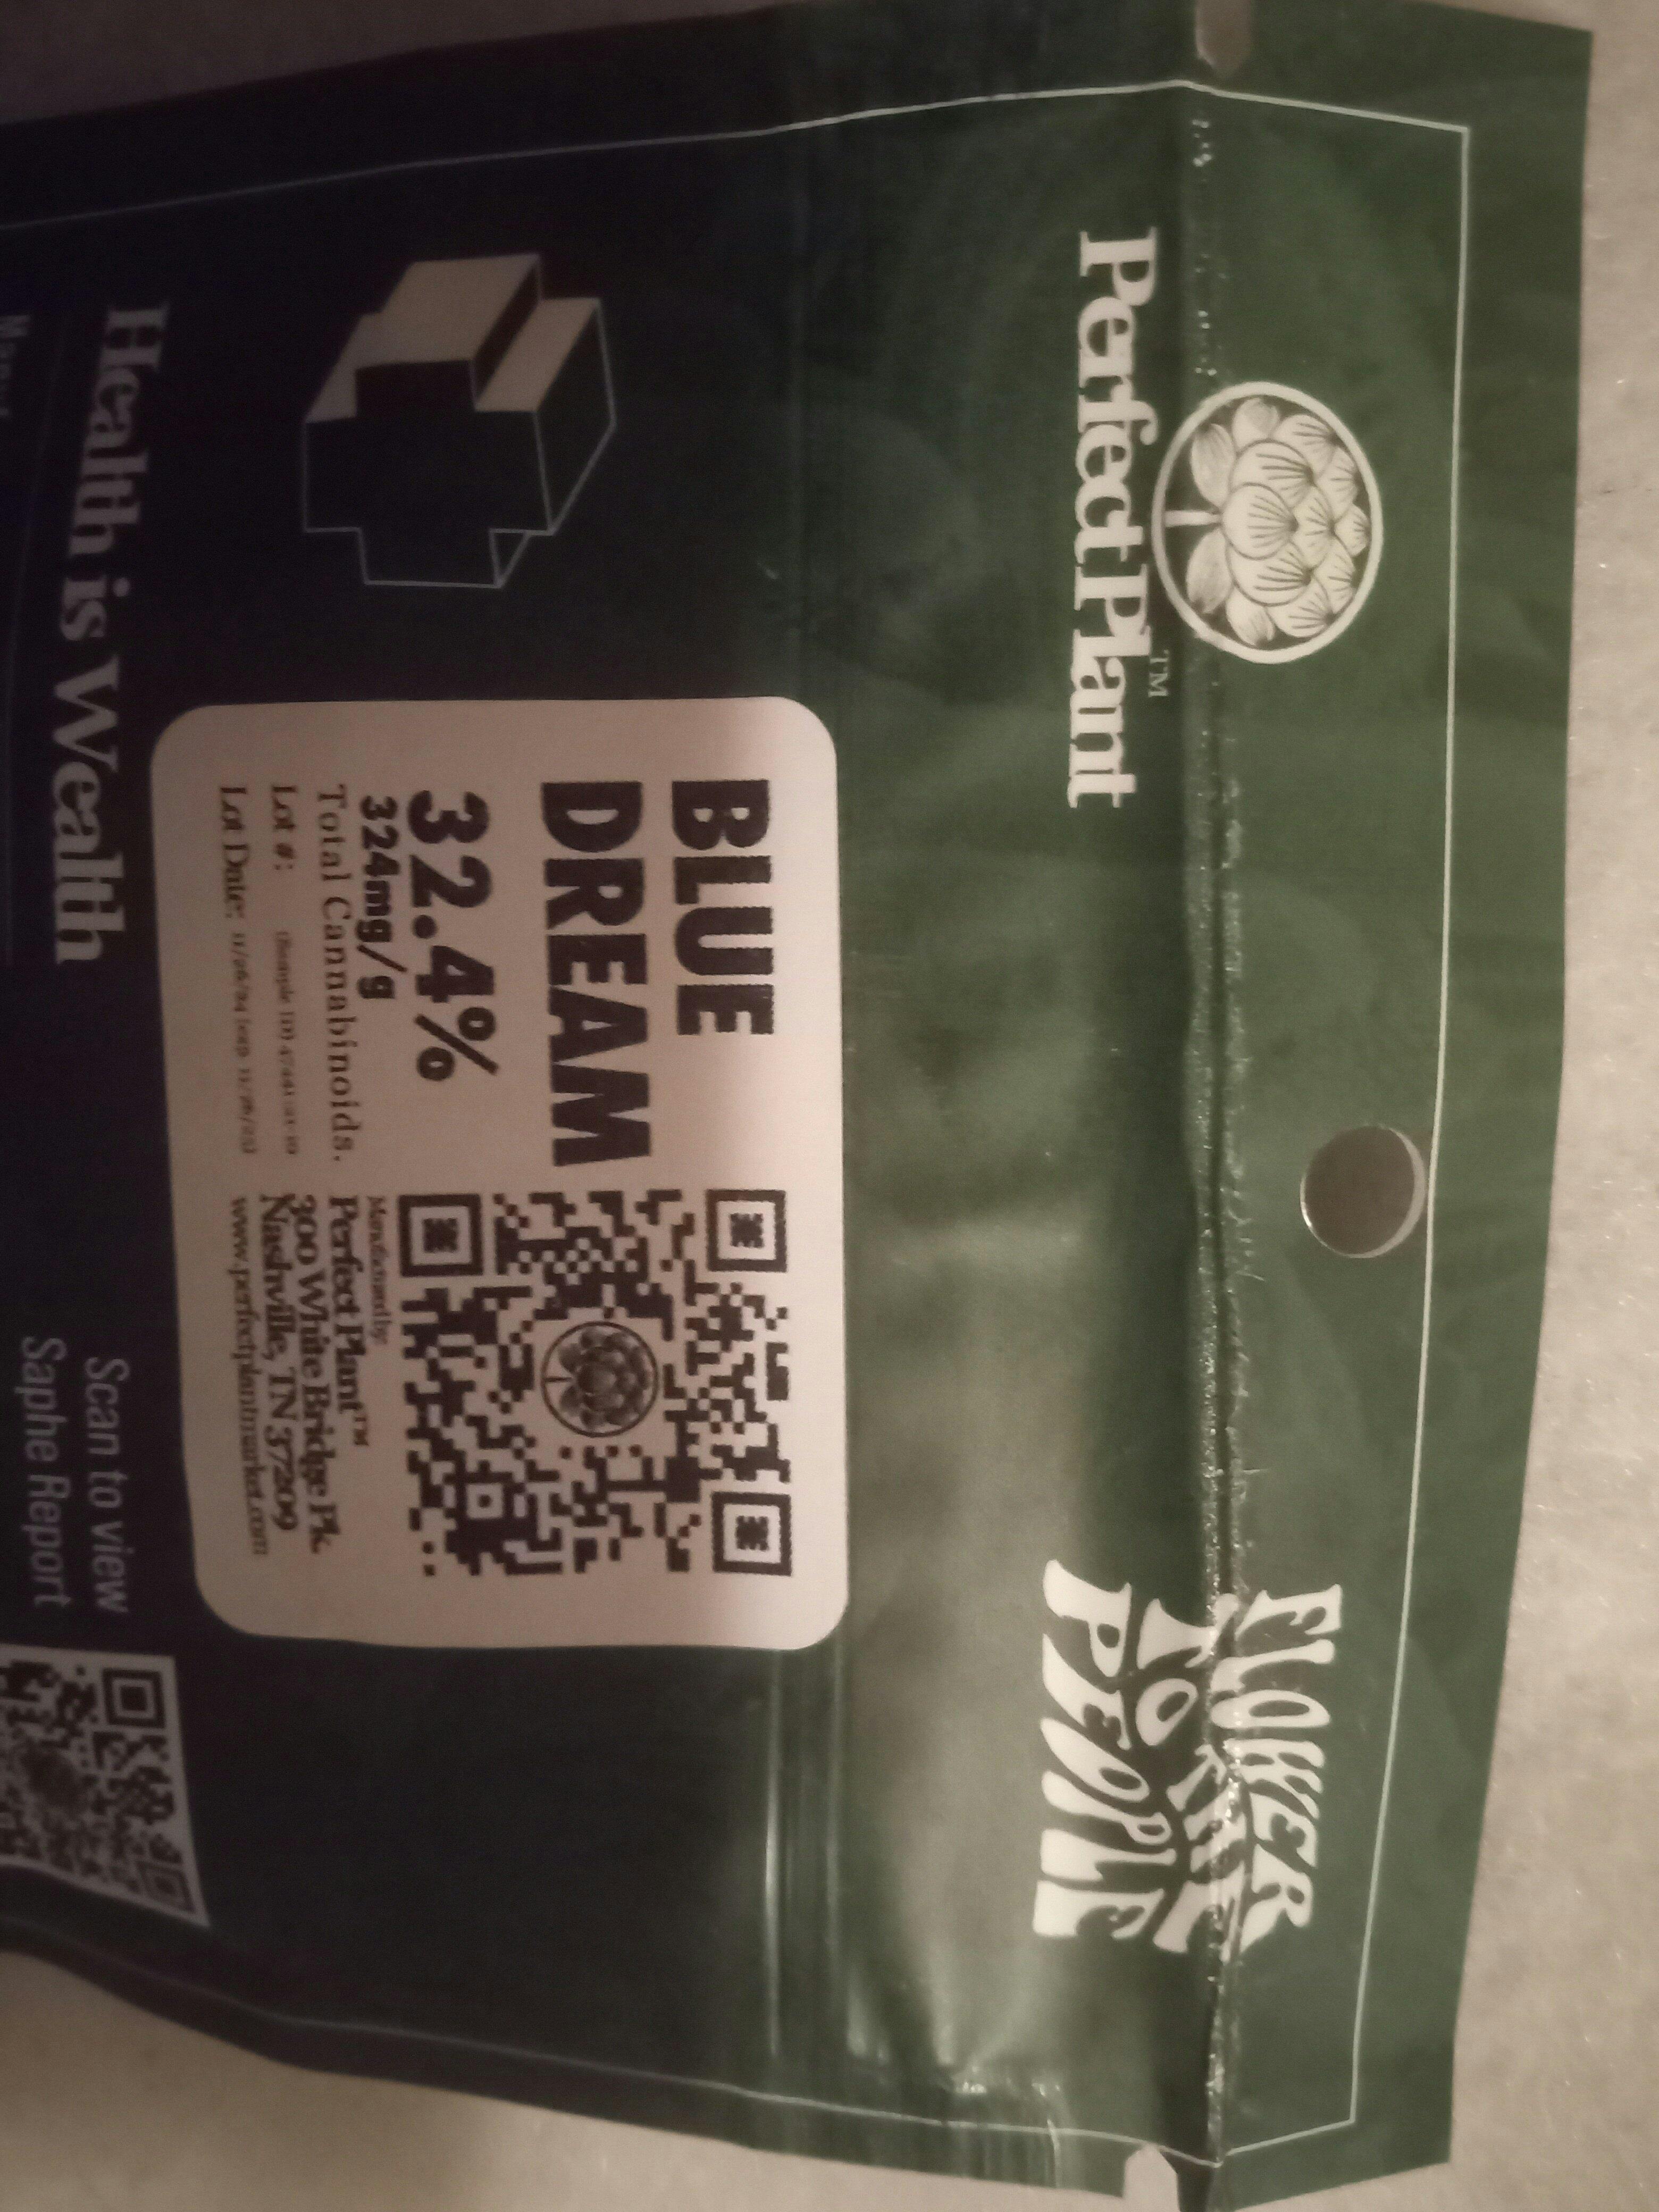 PerfectPlant™
FLOWER
TO THE
PEOPLE
BLUE
DREAM
32.4%
324mg/g
Total Cannabinoids.
Lot #:
Lot Date:
Manufactured by:
Perfect Plant™
300 White Bridge Pk.
Nashville, TN 37209
www.perfectplantmarket.com
Health is Wealth
Scan to view
Saphe Report